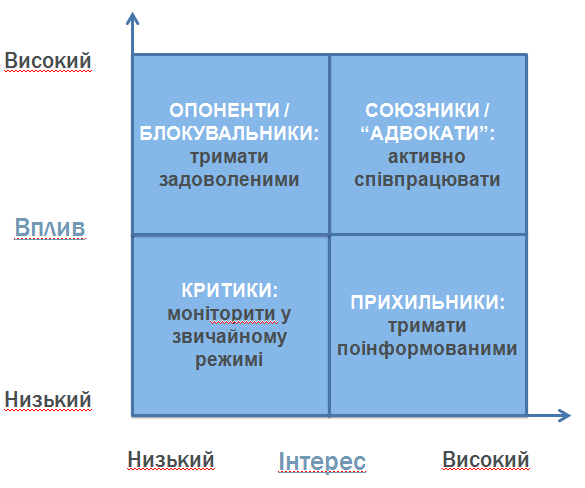 Високий
ОПОНЕНТИ /
БЛОКУВАЛЬНИКИ:
тримати
задоволеними
СОЮЗНИКИ /
“АДВОКАТИ”:
активно
співпрацювати
Вплив
КРИТИКИ:
моніторити у
звичайному
режимі
ПРИХИЛЬНИКИ:
тримати
поінформованими
Низький
Низький
Інтерес
Високий